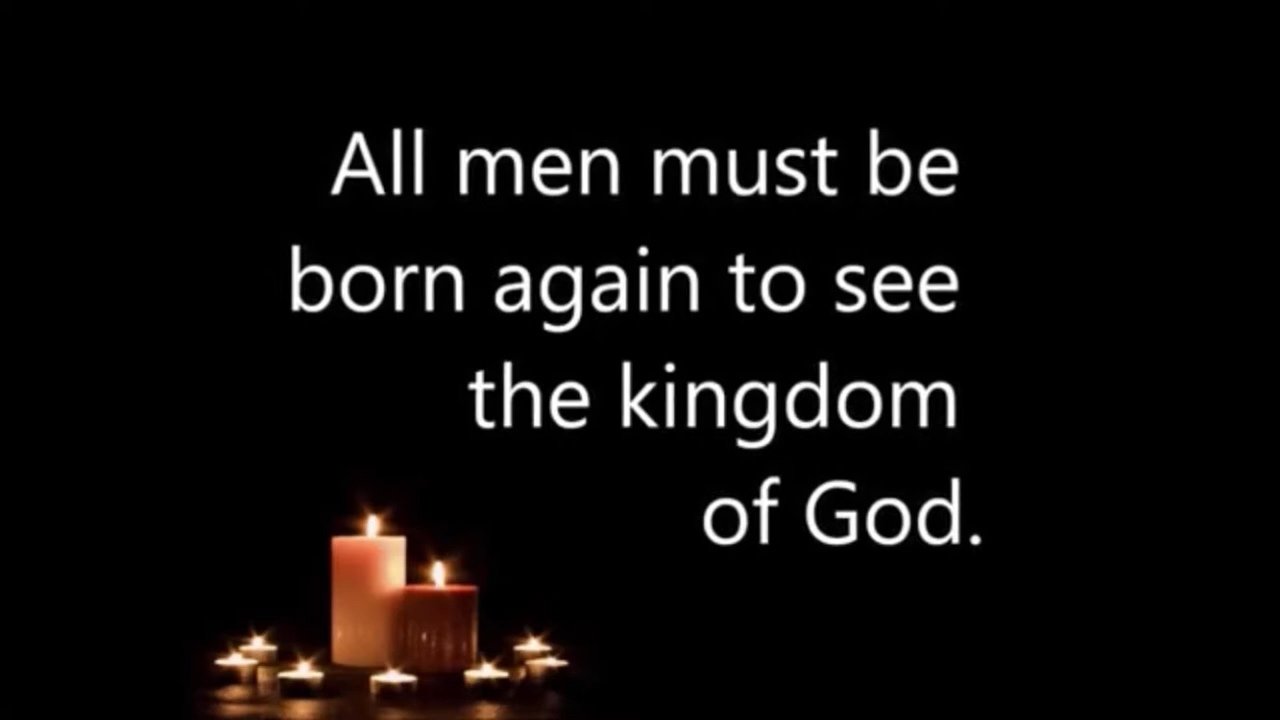 All men must be
born again to see
the kingdom
of God.